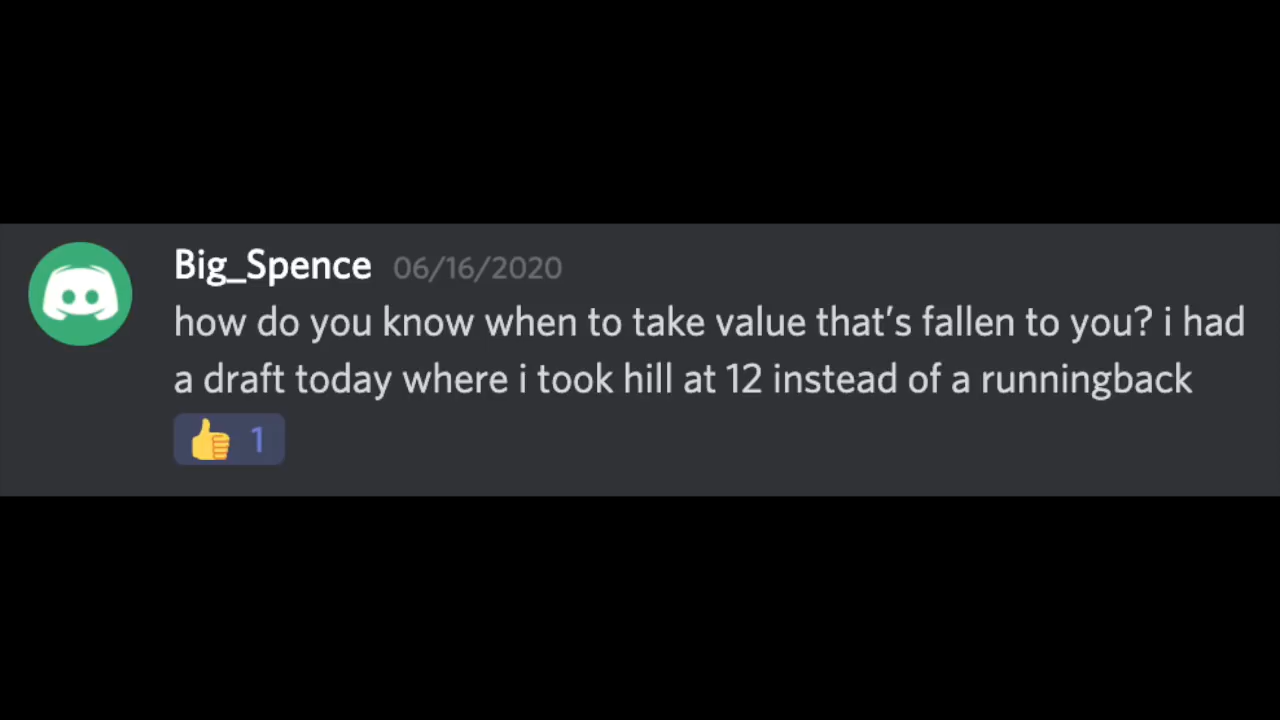 Big_Spence 06/16/2020
how do you know when to take value that's fallen to you? i had
a draft today where i took hill at 12 instead of a runningback
👍 1